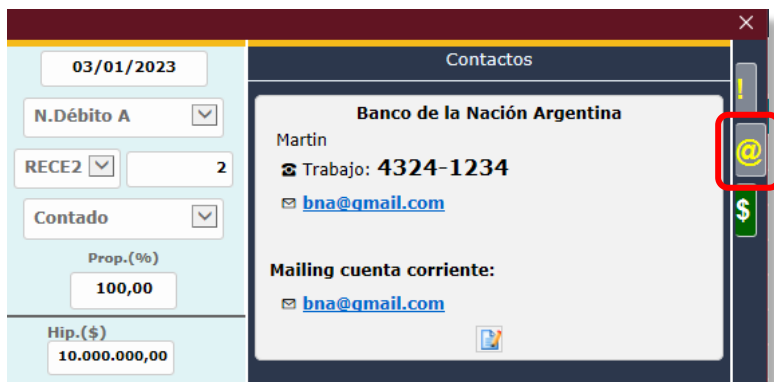 03/01/2023
N.Débito A
RECE2 2
Contado
Prop.(%)
100,00
Hip.($)
10.000.000,00
Contactos
Banco de la Nación Argentina
Martin
Trabajo: 4324-1234
bna@gmail.com
Mailing cuenta corriente:
bna@gmail.com
!
@
$